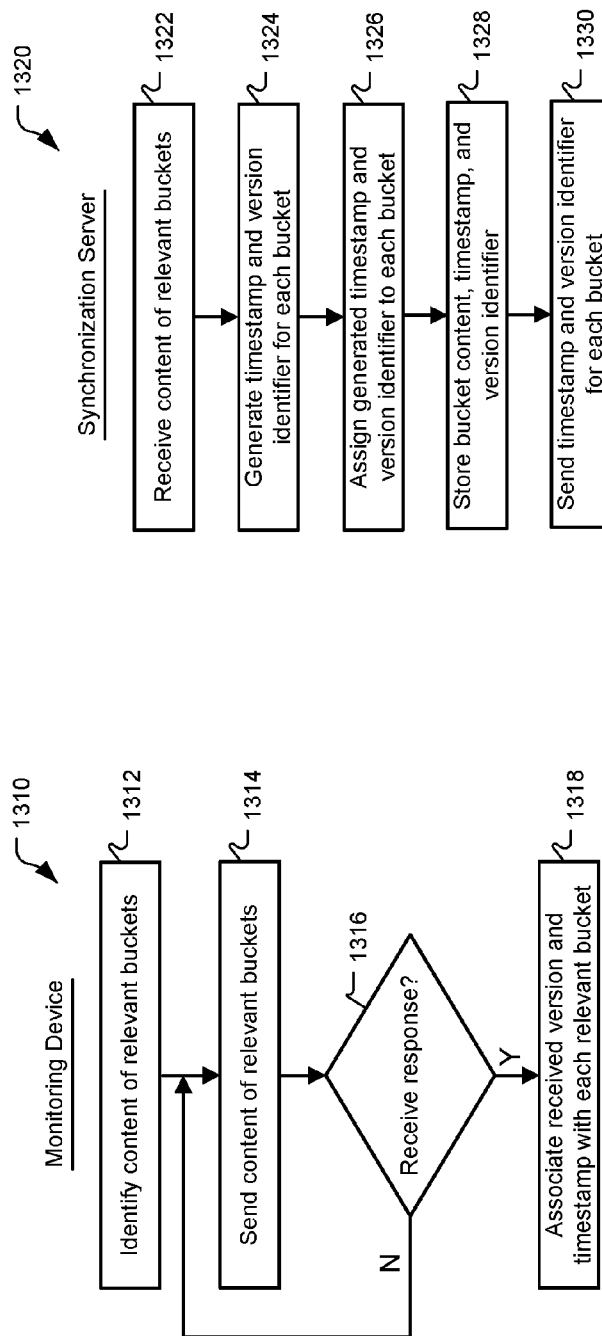 Monitoring Device
1310
Identify content of relevant buckets
1312
Send content of relevant buckets
1314
Receive response?
1316
N
Y
Associate received version and
timestamp with each relevant bucket
1318
Synchronization Server
1320
Receive content of relevant buckets
1322
Generate timestamp and version
identifier for each bucket
1324
Assign generated timestamp and
version identifier to each bucket
1326
Store bucket content, timestamp, and
version identifier
1328
Send timestamp and version identifier
for each bucket
1330